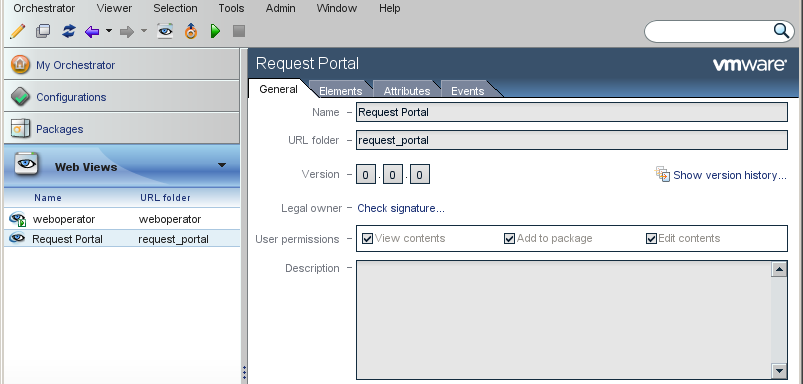 Orchestrator Viewer Selection Tools Admin Window Help
My Orchestrator
Configurations
Packages
Web Views
Name URL folder
weboperator weboperator
Request Portal request_portal
Request Portal
vmware
General Elements Attributes Events
Name Request Portal
URL folder request_portal
Version 0 . 0 . 0 Show version history...
Legal owner Check signature...
User permissions View contents Add to package Edit contents
Description